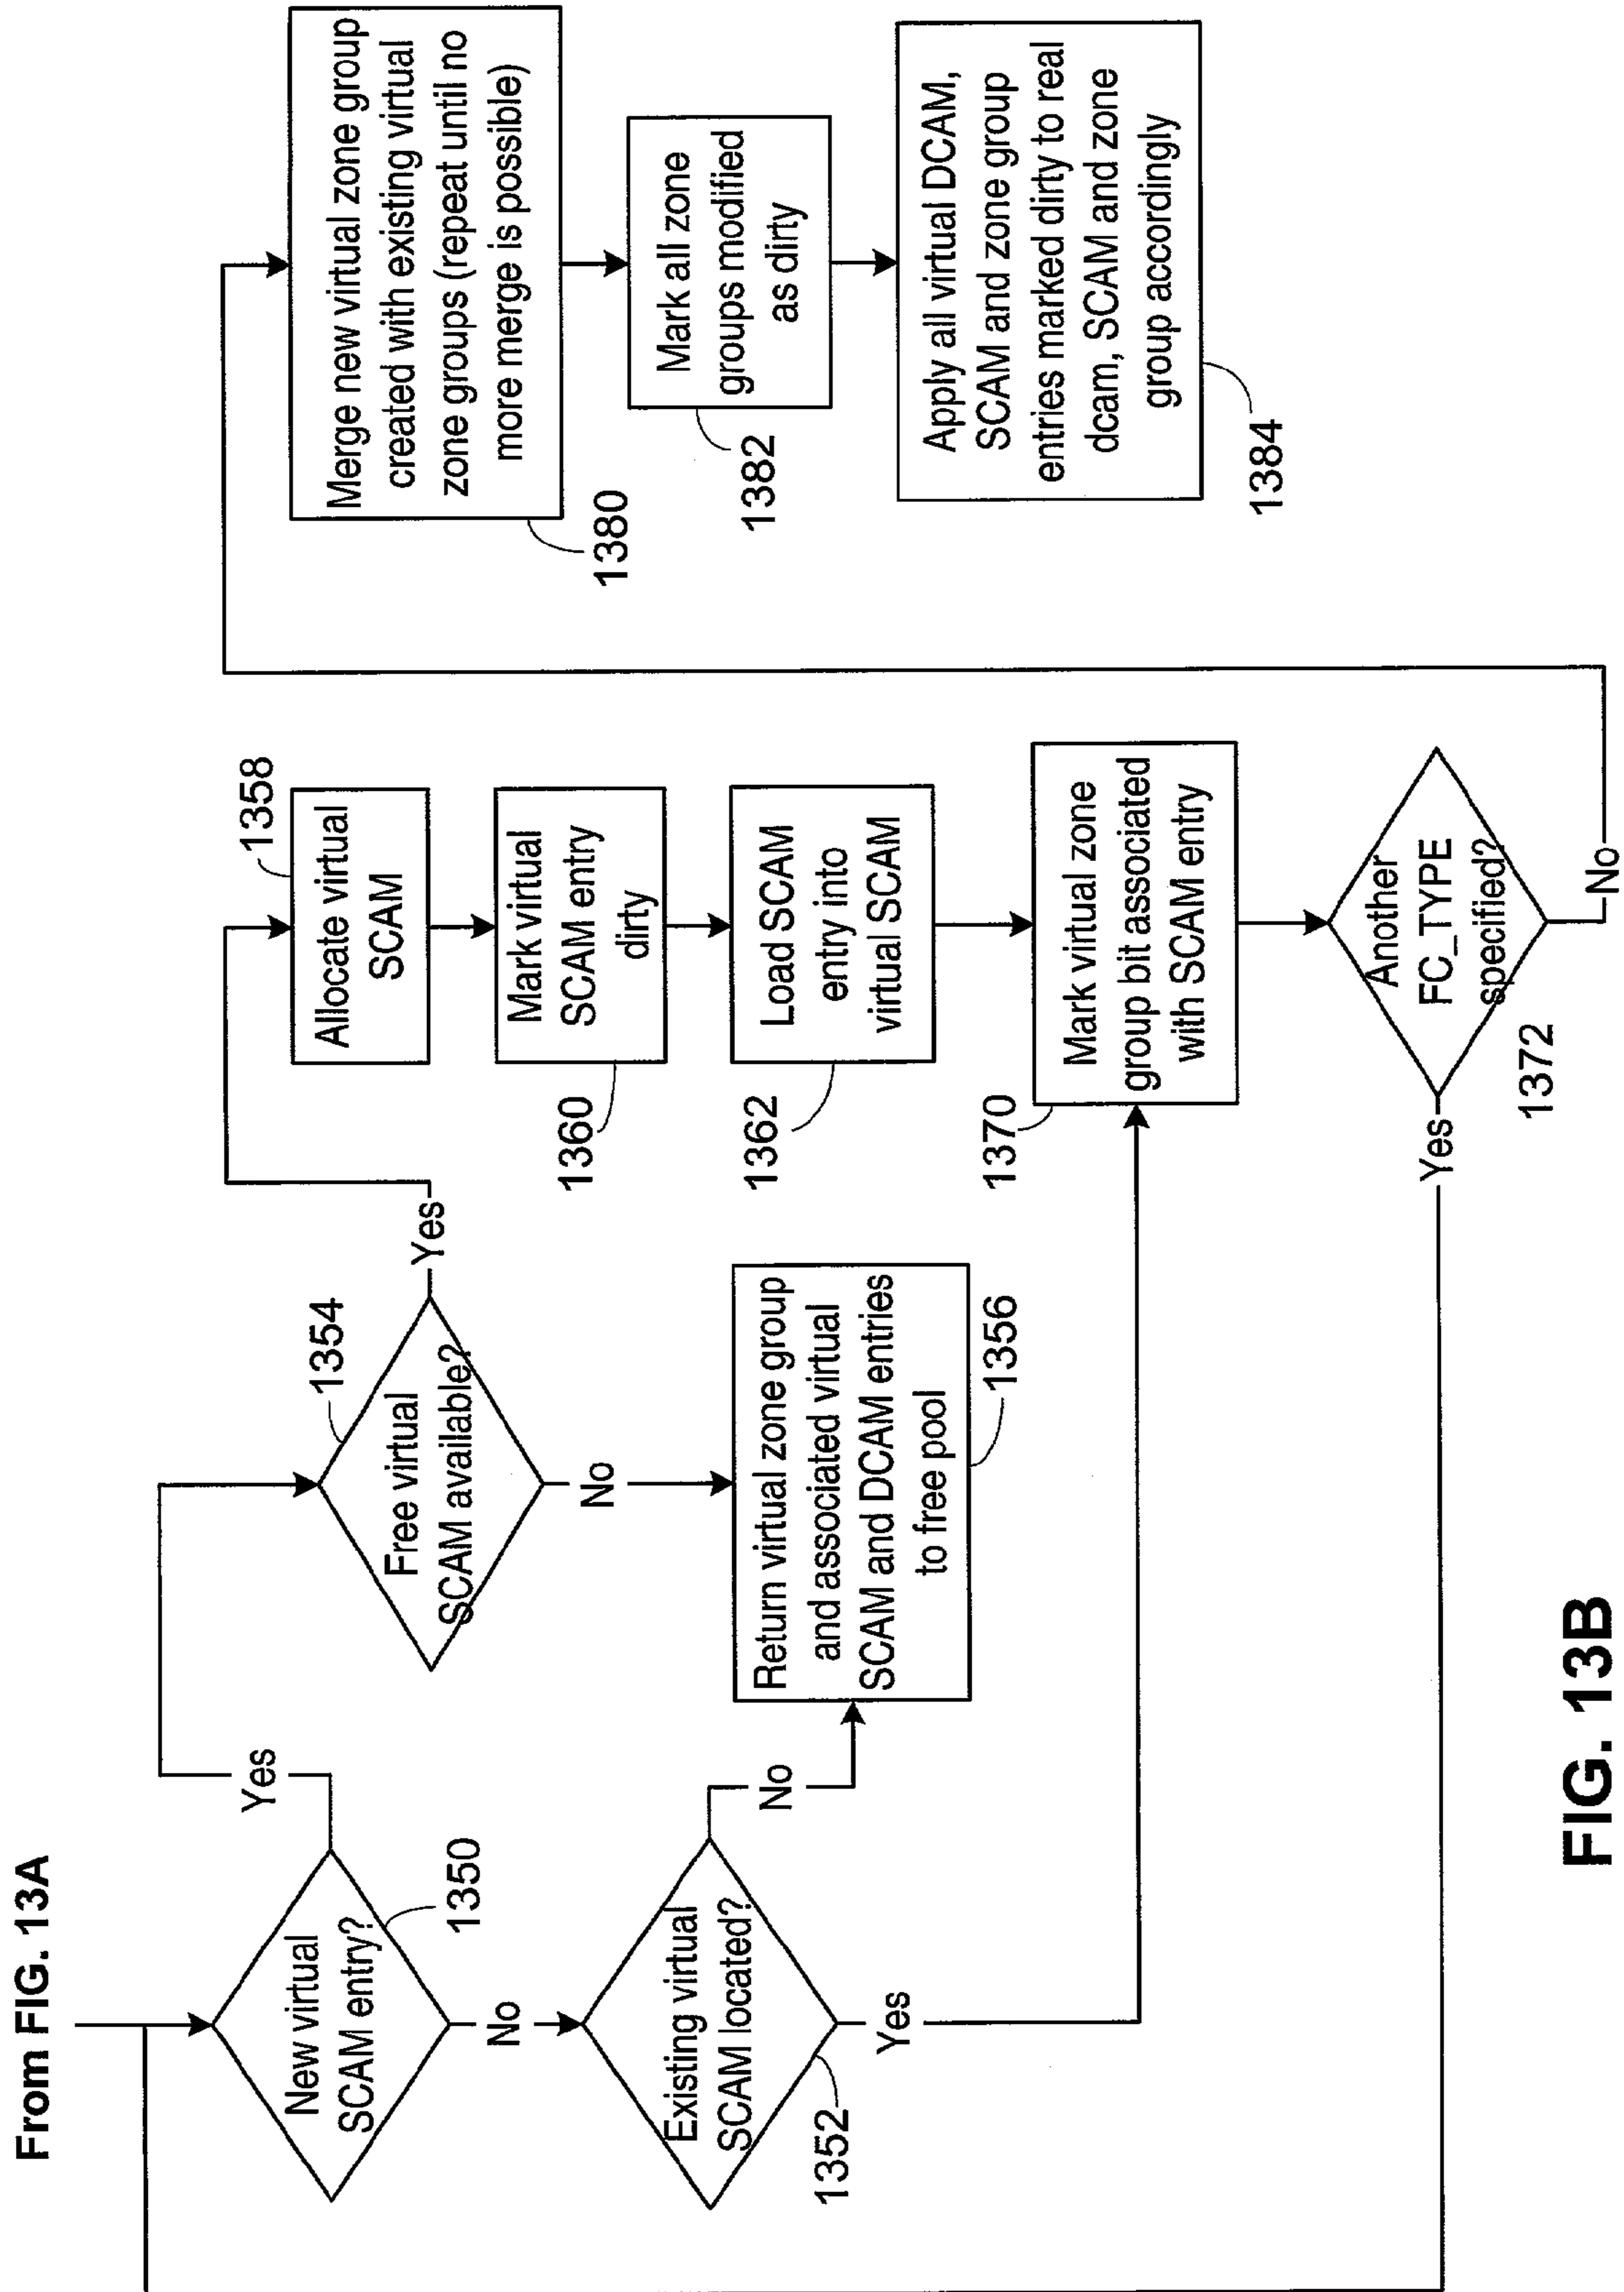 From FIG. 13A
New virtual
SCAM entry?
1350
Yes
No
Existing virtual
SCAM located?
1352
No
Yes
Free virtual
SCAM available?
1354
Yes
No
Return virtual zone group
and associated virtual
SCAM and DCAM entries
to free pool
1356
Allocate virtual
SCAM
1358
Mark virtual
SCAM entry
dirty
1360
Load SCAM
entry into
virtual SCAM
1362
Mark virtual zone
group bit associated
with SCAM entry
1370
Another
FC_TYPE
specified?
1372
Yes
No
Merge new virtual zone group
created with existing virtual
zone groups (repeat until no
more merge is possible)
1380
Mark all zone
groups modified
as dirty
1382
Apply all virtual DCAM,
SCAM and zone group
entries marked dirty to real
dcam, SCAM and zone
group accordingly
1384
FIG. 13B